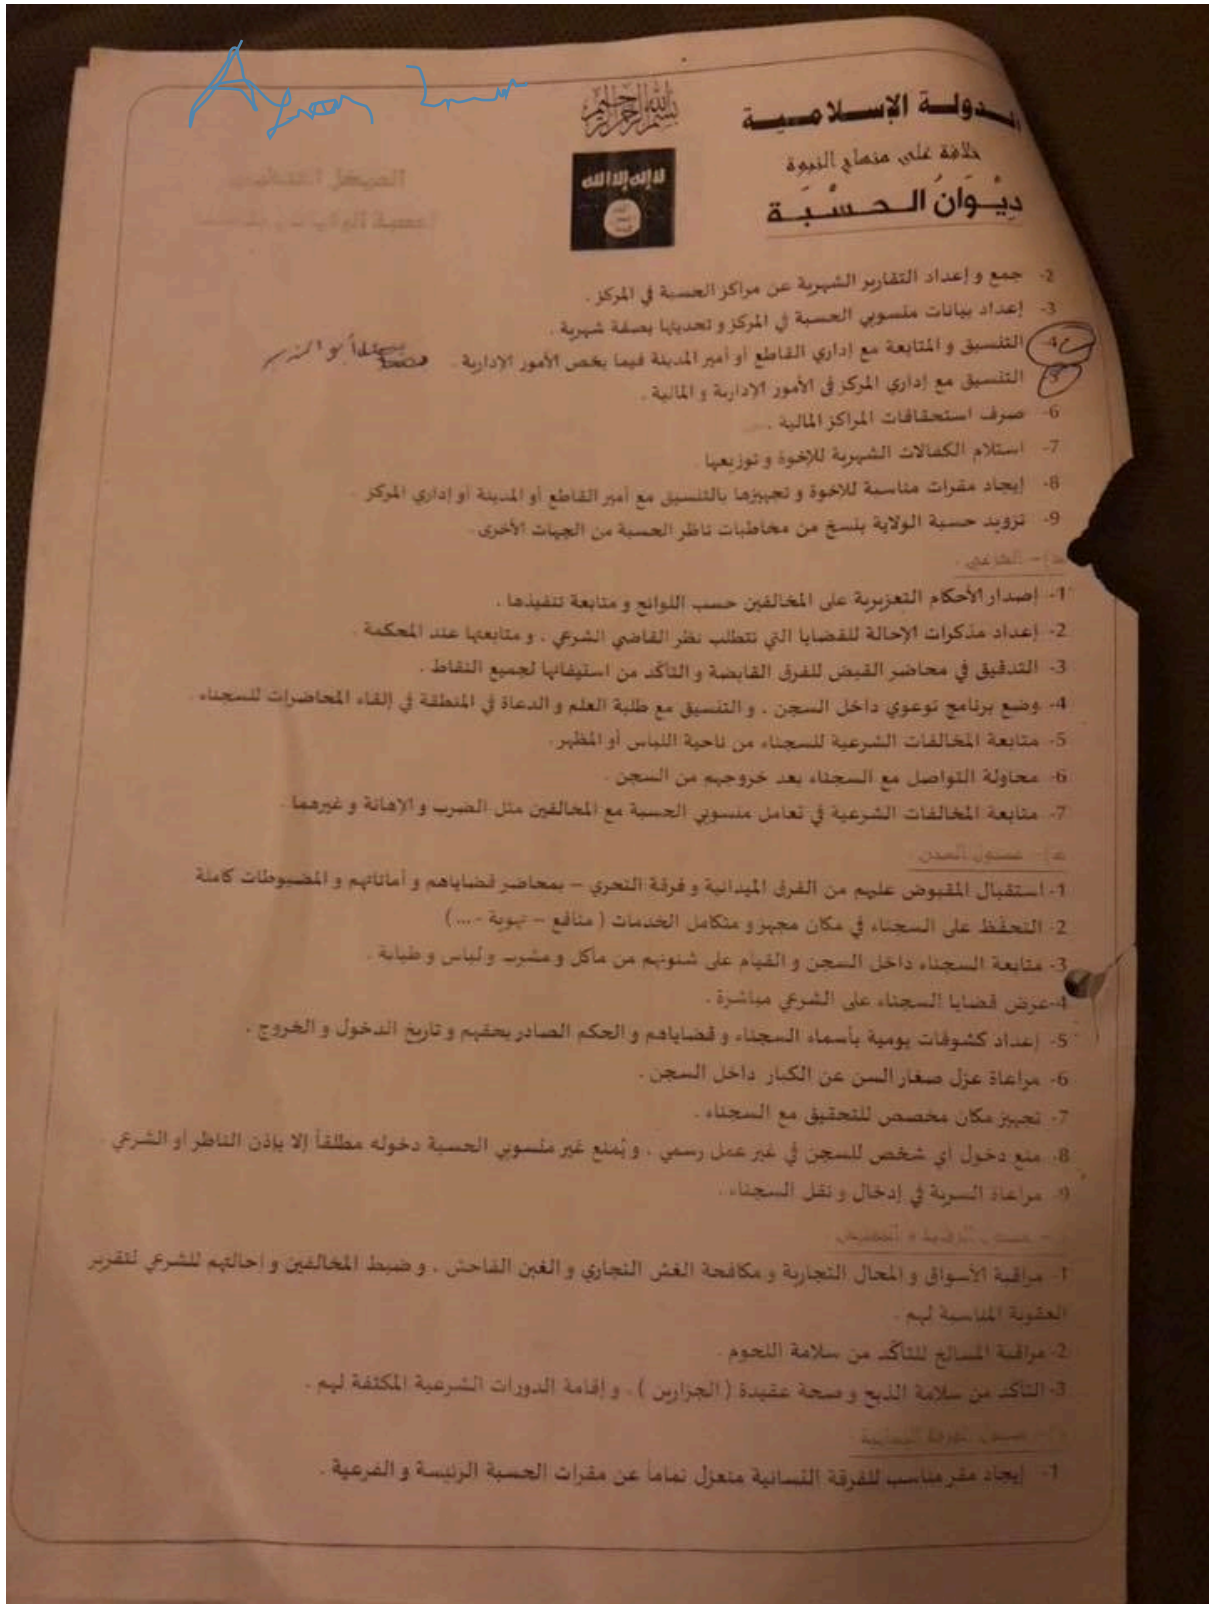 الدولة الإسلامية
خلافة على منهاج النبوة
ديْوَانُ الحسْبَة
بسم الله الرحمن الرحيم
لا إله إلا الله
الهيكل التنظيمي
2- جمع و إعداد التقارير الشهرية عن مراكز الحسبة في المركز .
3- إعداد بيانات منسوبي الحسبة في المركز و تحديثها بصفة شهرية .
4- التنسيق و المتابعة مع إداري القاطع أو أمير المدينة فيما يخص الأمور الإدارية .
5- التنسيق مع إداري المركز في الأمور الإدارية و المالية .
6- صرف استحقاقات المراكز المالية .
7- استلام الكفالات الشهرية للإخوة و توزيعها
8- إيجاد مقرات مناسبة للاخوة و تجهيزها بالتنسيق مع أمير القاطع أو المدينة أو إداري المركز
9- تزويد حسبة الولاية بنسخ من مخاطبات ناظر الحسبة من الجهات الأخرى
الشرعي .
1- إصدار الأحكام التعزيرية على المخالفين حسب اللوائح و متابعة تنفيذها .
2- إعداد مذكرات الإحالة للقضايا التي تتطلب نظر القاضي الشرعي ، و متابعتها عند المحكمة .
3- التدقيق في محاضر القبض للفرق القابضة و التأكّد من استيفائها لجميع النقاط .
4- وضع برنامج توعوي داخل السجن ، و التنسيق مع طلبة العلم و الدعاة في المنطقة في إلقاء المحاضرات للسجناء .
5- متابعة المخالفات الشرعية للسجناء من ناحية اللباس أو المظهر .
6- محاولة التواصل مع السجناء بعد خروجهم من السجن .
7- متابعة المخالفات الشرعية في تعامل منسوبي الحسبة مع المخالفين مثل الضرب و الإهانة و غيرهما
مسئول السجن
1- استقبال المقبوض عليهم من الفرق الميدانية و فرقة التحري – بمحاضر قضاياهم و أماناتهم و المضبوطات كاملة
2- التحفّظ على السجناء في مكان مجهز و متكامل الخدمات ( منافع – تهوية - ... )
3- متابعة السجناء داخل السجن و القيام على شئونهم من مأكل و مشرب ولباس و طبابة .
4-عرض قضايا السجناء على الشرعي مباشرة .
5- إعداد كشوفات يومية بأسماء السجناء و قضاياهم و الحكم الصادر بحقهم و تاريخ الدخول و الخروج .
6- مراعاة عزل صغار السن عن الكبار داخل السجن .
7- تجهيز مكان مخصص للتحقيق مع السجناء .
8- منع دخول أي شخص للسجن في غير عمل رسمي ، و يُمنع غير منسوبي الحسبة دخوله مطلقاً إلا بإذن الناظر أو الشرعي
9- مراعاة السرية في إدخال و نقل السجناء .
1- مراقبة الأسواق و المحال التجارية و مكافحة الغش التجاري و الغبن الفاحش ، و ضبط المخالفين و إحالتهم للشرعي لتقرير
العقوبة المناسبة لهم .
2- مراقبة المسالخ للتأكّد من سلامة اللحوم .
3- التأكد من سلامة الذبح و صحة عقيدة ( الجزارين ) ، و إقامة الدورات الشرعية المكثفة لهم .
1- إيجاد مقر مناسب للفرقة النسائية منعزل تماماً عن مقرات الحسبة الرئيسة و الفرعية .